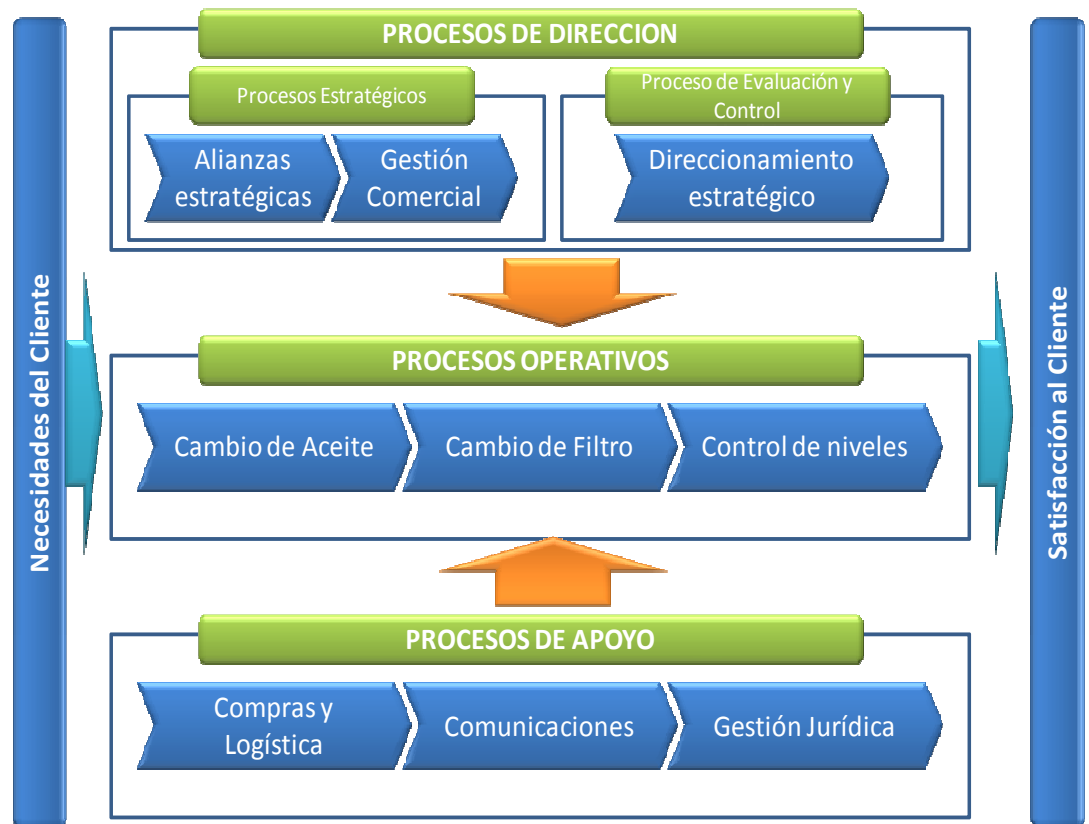 PROCESOS DE DIRECCION
Procesos Estratégicos
Proceso de Evaluación y
Control
Alianzas
estratégicas
Gestión
Comercial
Direccionamiento
estratégico
Necesidades del Cliente
PROCESOS OPERATIVOS
Cambio de Aceite
Cambio de Filtro
Control de niveles
Satisfacción al Cliente
PROCESOS DE APOYO
Compras y
Logística
Comunicaciones
Gestión Jurídica